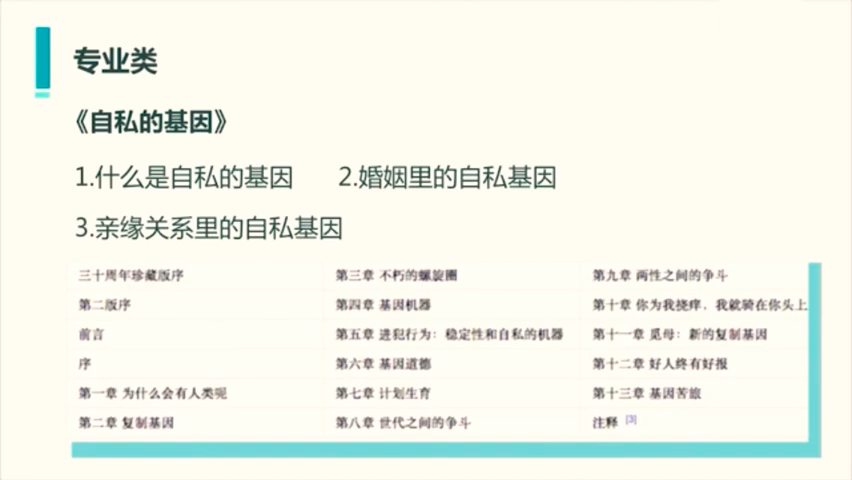 专业类
《自私的基因》
1.什么是自私的基因 2.婚姻里的自私基因
3.亲缘关系里的自私基因
三十周年珍藏版序 第三章 不朽的螺旋圈 第九章 两性之间的争斗
第二版序 第四章 基因机器 第十章 你为我挠痒，我就骑在你头上
前言 第五章 进犯行为：稳定性和自私的机器 第十一章 觅母：新的复制基因
序 第六章 基因道德 第十二章 好人终有好报
第一章 为什么会有人类呃 第七章 计划生育 第十三章 基因苦旅
第二章 复制基因 第八章 世代之间的争斗 注释 [3]